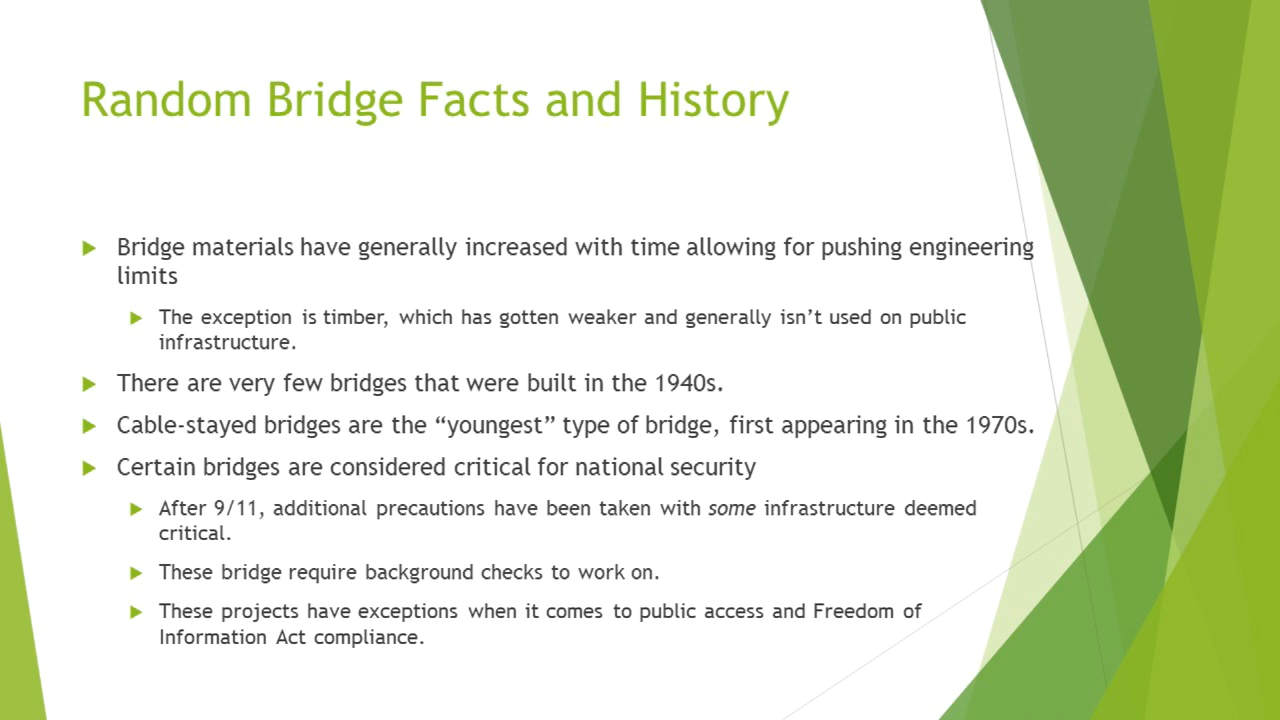 Random Bridge Facts and History
Bridge materials have generally increased with time allowing for pushing engineering
limits
The exception is timber, which has gotten weaker and generally isn’t used on public
infrastructure.
There are very few bridges that were built in the 1940s.
Cable-stayed bridges are the “youngest” type of bridge, first appearing in the 1970s.
Certain bridges are considered critical for national security
After 9/11, additional precautions have been taken with some infrastructure deemed
critical.
These bridge require background checks to work on.
These projects have exceptions when it comes to public access and Freedom of
Information Act compliance.